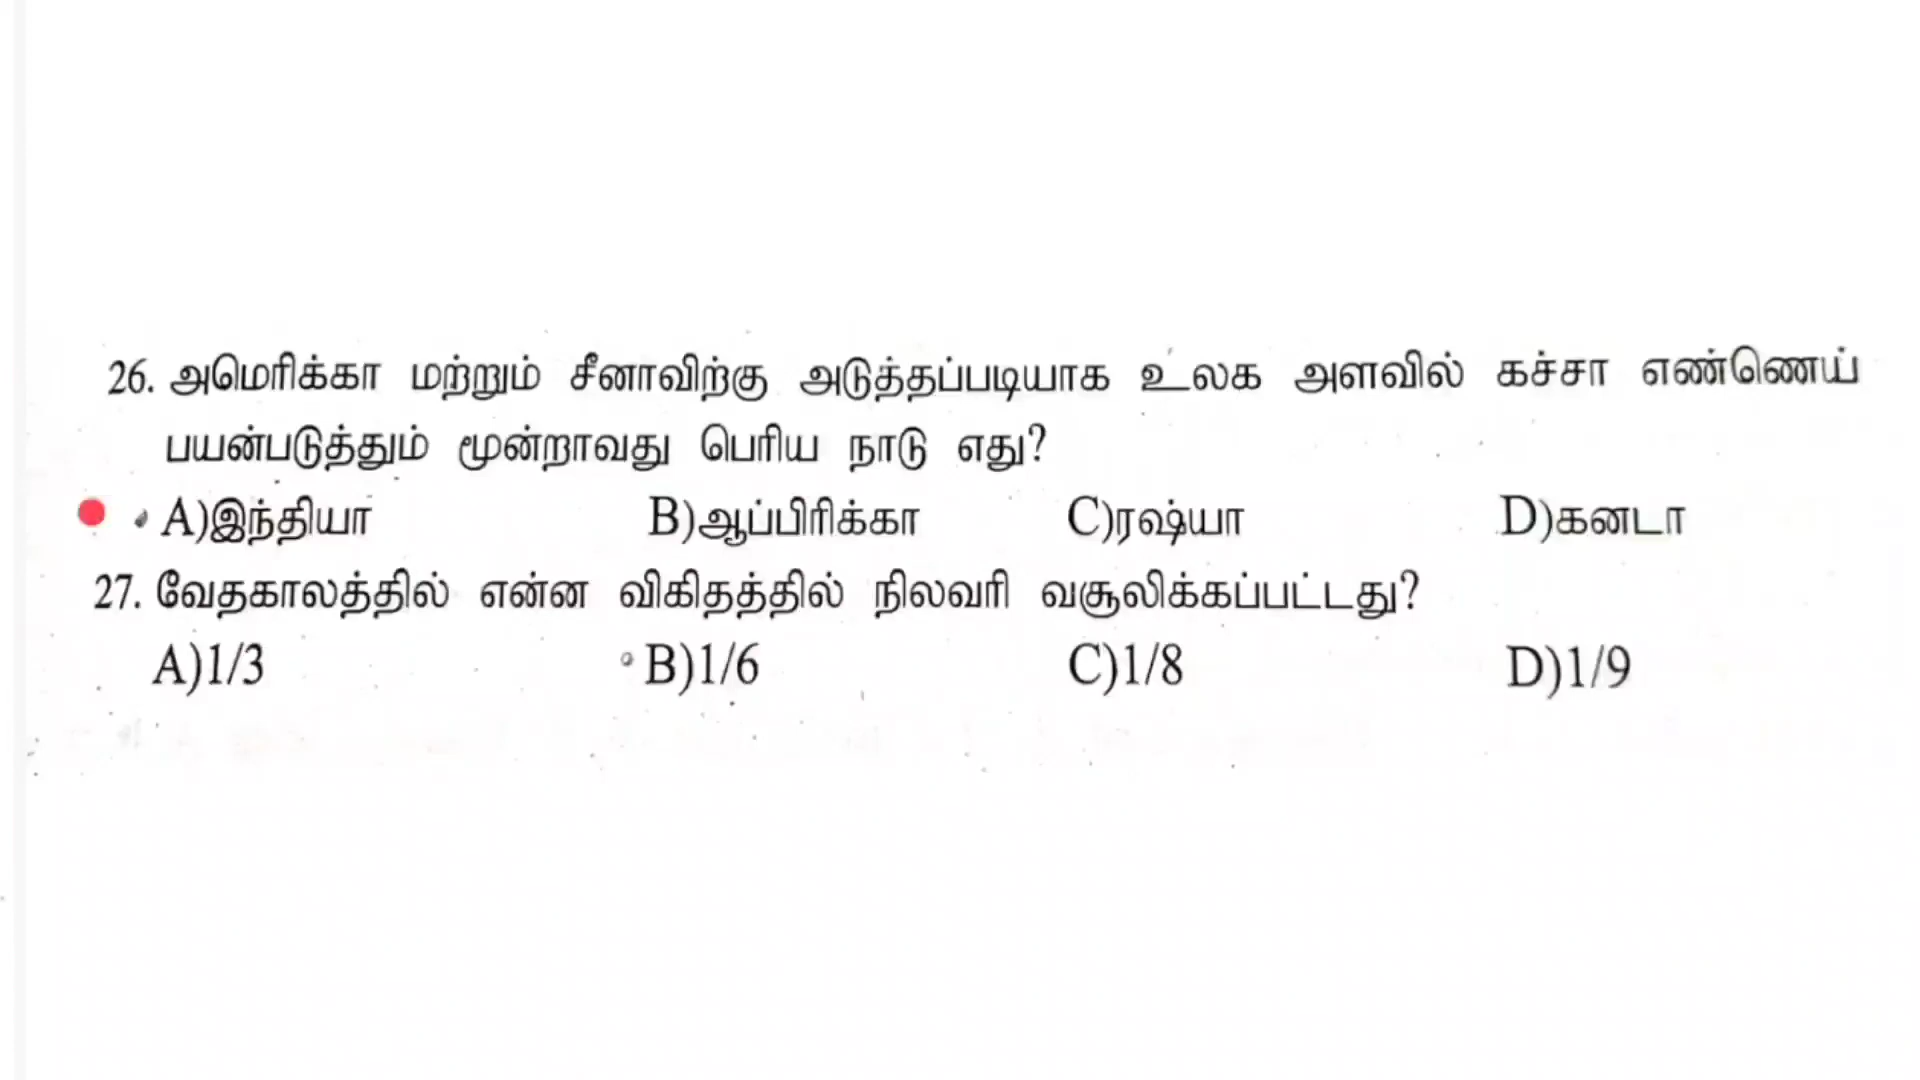 26. அமெரிக்கா மற்றும் சீனாவிற்கு அடுத்தப்படியாக உலக அளவில் கச்சா எண்ணெய்
பயன்படுத்தும் மூன்றாவது பெரிய நாடு எது?
A)இந்தியா B)ஆப்பிரிக்கா C)ரஷ்யா D)கனடா
27. வேதகாலத்தில் என்ன விகிதத்தில் நிலவரி வசூலிக்கப்பட்டது?
A)1/3 B)1/6 C)1/8 D)1/9